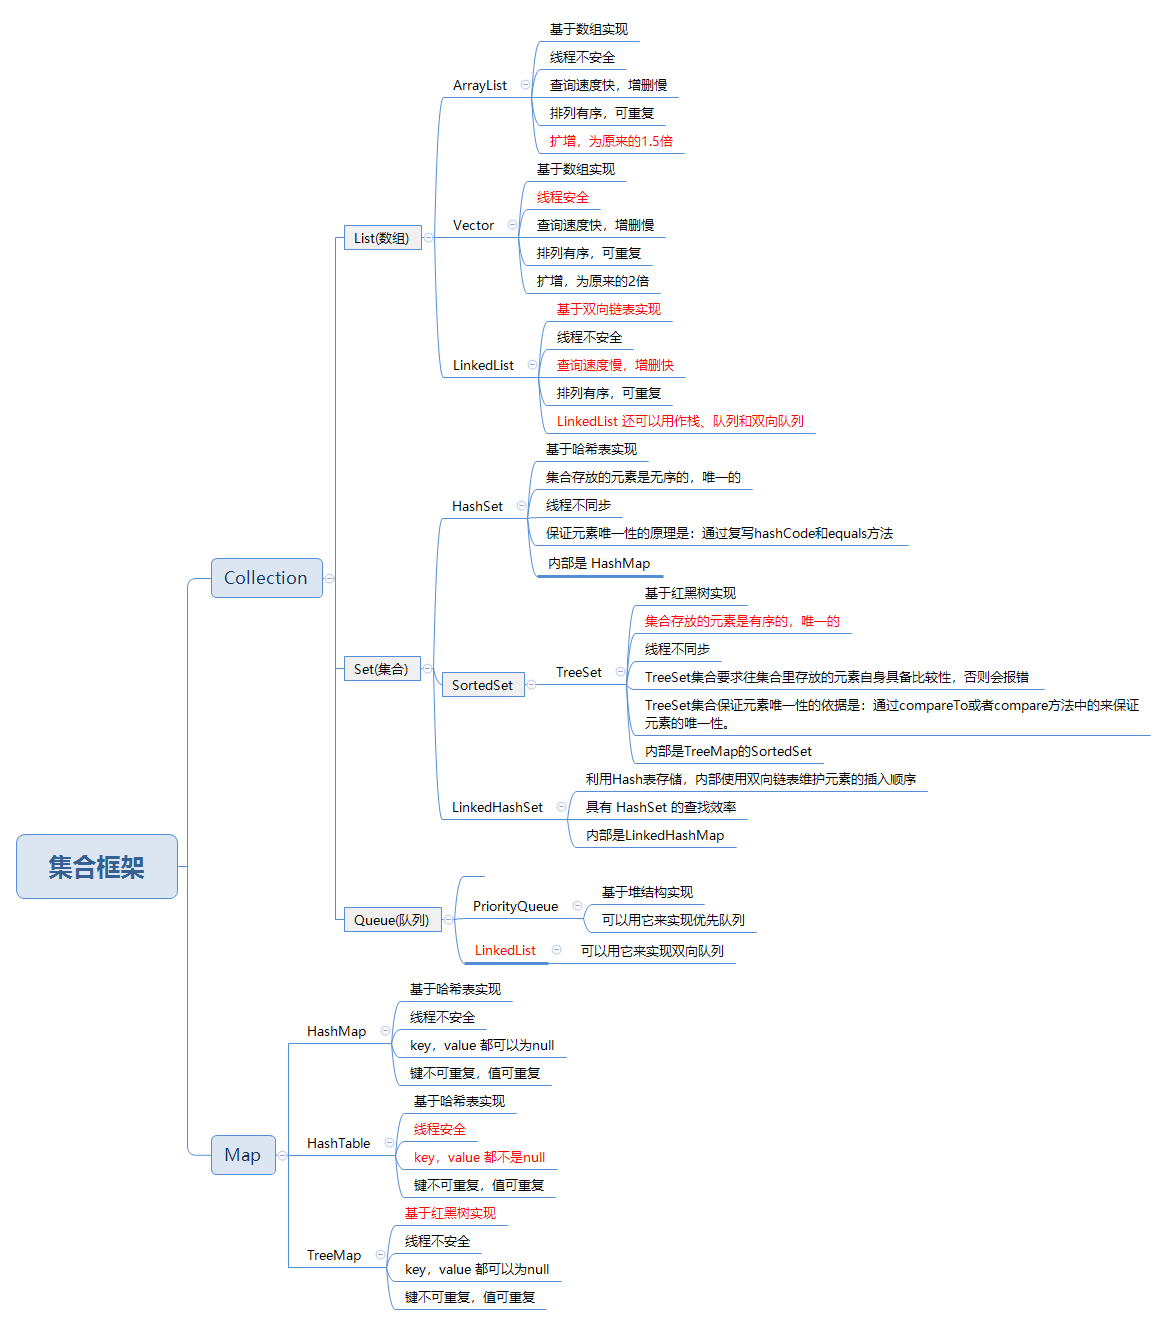 集合框架
Collection
List(数组)
ArrayList
基于数组实现
线程不安全
查询速度快，增删慢
排列有序，可重复
扩增，为原来的1.5倍
Vector
基于数组实现
线程安全
查询速度快，增删慢
排列有序，可重复
扩增，为原来的2倍
LinkedList
基于双向链表实现
线程不安全
查询速度慢，增删快
排列有序，可重复
LinkedList 还可以用作栈、队列和双向队列
Set(集合)
HashSet
基于哈希表实现
集合存放的元素是无序的，唯一的
线程不同步
保证元素唯一性的原理是：通过复写hashCode和equals方法
内部是 HashMap
SortedSet
TreeSet
基于红黑树实现
集合存放的元素是有序的，唯一的
线程不同步
TreeSet集合要求往集合里存放的元素自身具备比较性，否则会报错
TreeSet集合保证元素唯一性的依据是：通过compareTo或者compare方法中的来保证
元素的唯一性。
内部是TreeMap的SortedSet
LinkedHashSet
利用Hash表存储，内部使用双向链表维护元素的插入顺序
具有 HashSet 的查找效率
内部是LinkedHashMap
Queue(队列)
PriorityQueue
基于堆结构实现
可以用它来实现优先队列
LinkedList
可以用它来实现双向队列
Map
HashMap
基于哈希表实现
线程不安全
key，value 都可以为null
键不可重复，值可重复
HashTable
基于哈希表实现
线程安全
key，value 都不是null
键不可重复，值可重复
TreeMap
基于红黑树实现
线程不安全
key，value 都可以为null
键不可重复，值可重复